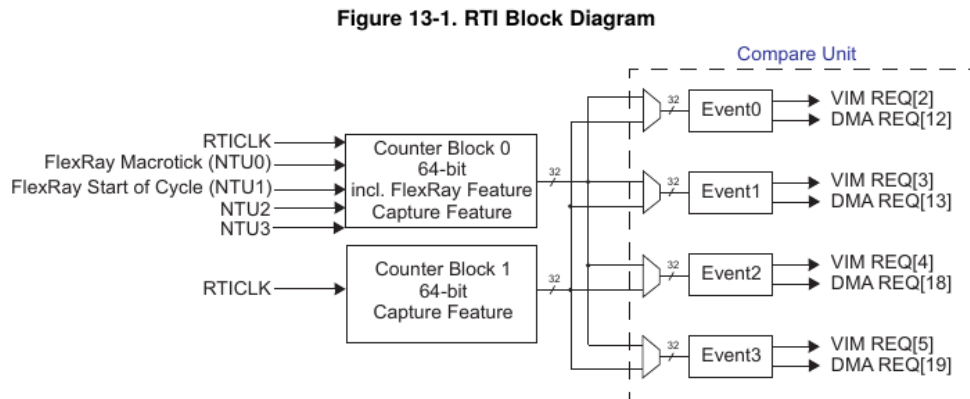 Figure 13-1. RTI Block Diagram
Compare Unit
RTICLK
FlexRay Macrotick (NTU0)
FlexRay Start of Cycle (NTU1)
NTU2
NTU3
Counter Block 0
64-bit
incl. FlexRay Feature
Capture Feature
32
RTICLK
Counter Block 1
64-bit
Capture Feature
32
32
Event0
VIM REQ[2]
DMA REQ[12]
32
Event1
VIM REQ[3]
DMA REQ[13]
32
Event2
VIM REQ[4]
DMA REQ[18]
32
Event3
VIM REQ[5]
DMA REQ[19]